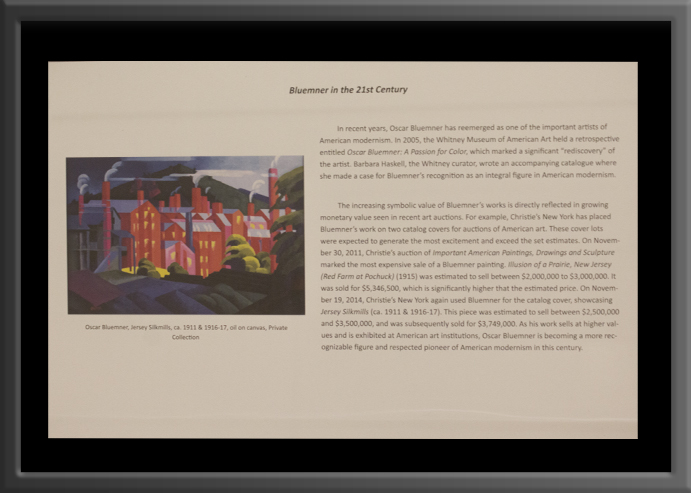 Bluemner in the 21st Century
In recent years, Oscar Bluemner has reemerged as one of the important artists of
American modernism. In 2005, the Whitney Museum of American Art held a retrospective
entitled Oscar Bluemner: A Passion for Color, which marked a significant "rediscovery" of
the artist. Barbara Haskell, the Whitney curator, wrote an accompanying catalogue where
she made a case for Bluemner's recognition as an integral figure in American modernism.
The increasing symbolic value of Bluemner's works is directly reflected in growing
monetary value seen in recent art auctions. For example, Christie's New York has placed
Bluemner's work on two catalog covers for auctions of American art. These cover lots
were expected to generate the most excitement and exceed the set estimates. On Novem-
ber 30, 2011, Christie's auction of Important American Paintings, Drawings and Sculpture
marked the most expensive sale of a Bluemner painting. Illusion of a Prairie, New Jersey
(Red Farm at Pochuck) (1915) was estimated to sell between $2,000,000 to $3,000,000. It
was sold for $5,346,500, which is significantly higher that the estimated price. On Novem-
ber 19, 2014, Christie's New York again used Bluemner for the catalog cover, showcasing
Jersey Silkmills (ca. 1911 & 1916-17). This piece was estimated to sell between $2,500,000
and $3,500,000, and was subsequently sold for $3,749,000. As his work sells at higher val-
ues and is exhibited at American art institutions, Oscar Bluemner is becoming a more rec-
ognizable figure and respected pioneer of American modernism in this century.
Oscar Bluemner, Jersey Silkmills, ca. 1911 & 1916-17, oil on canvas, Private
Collection